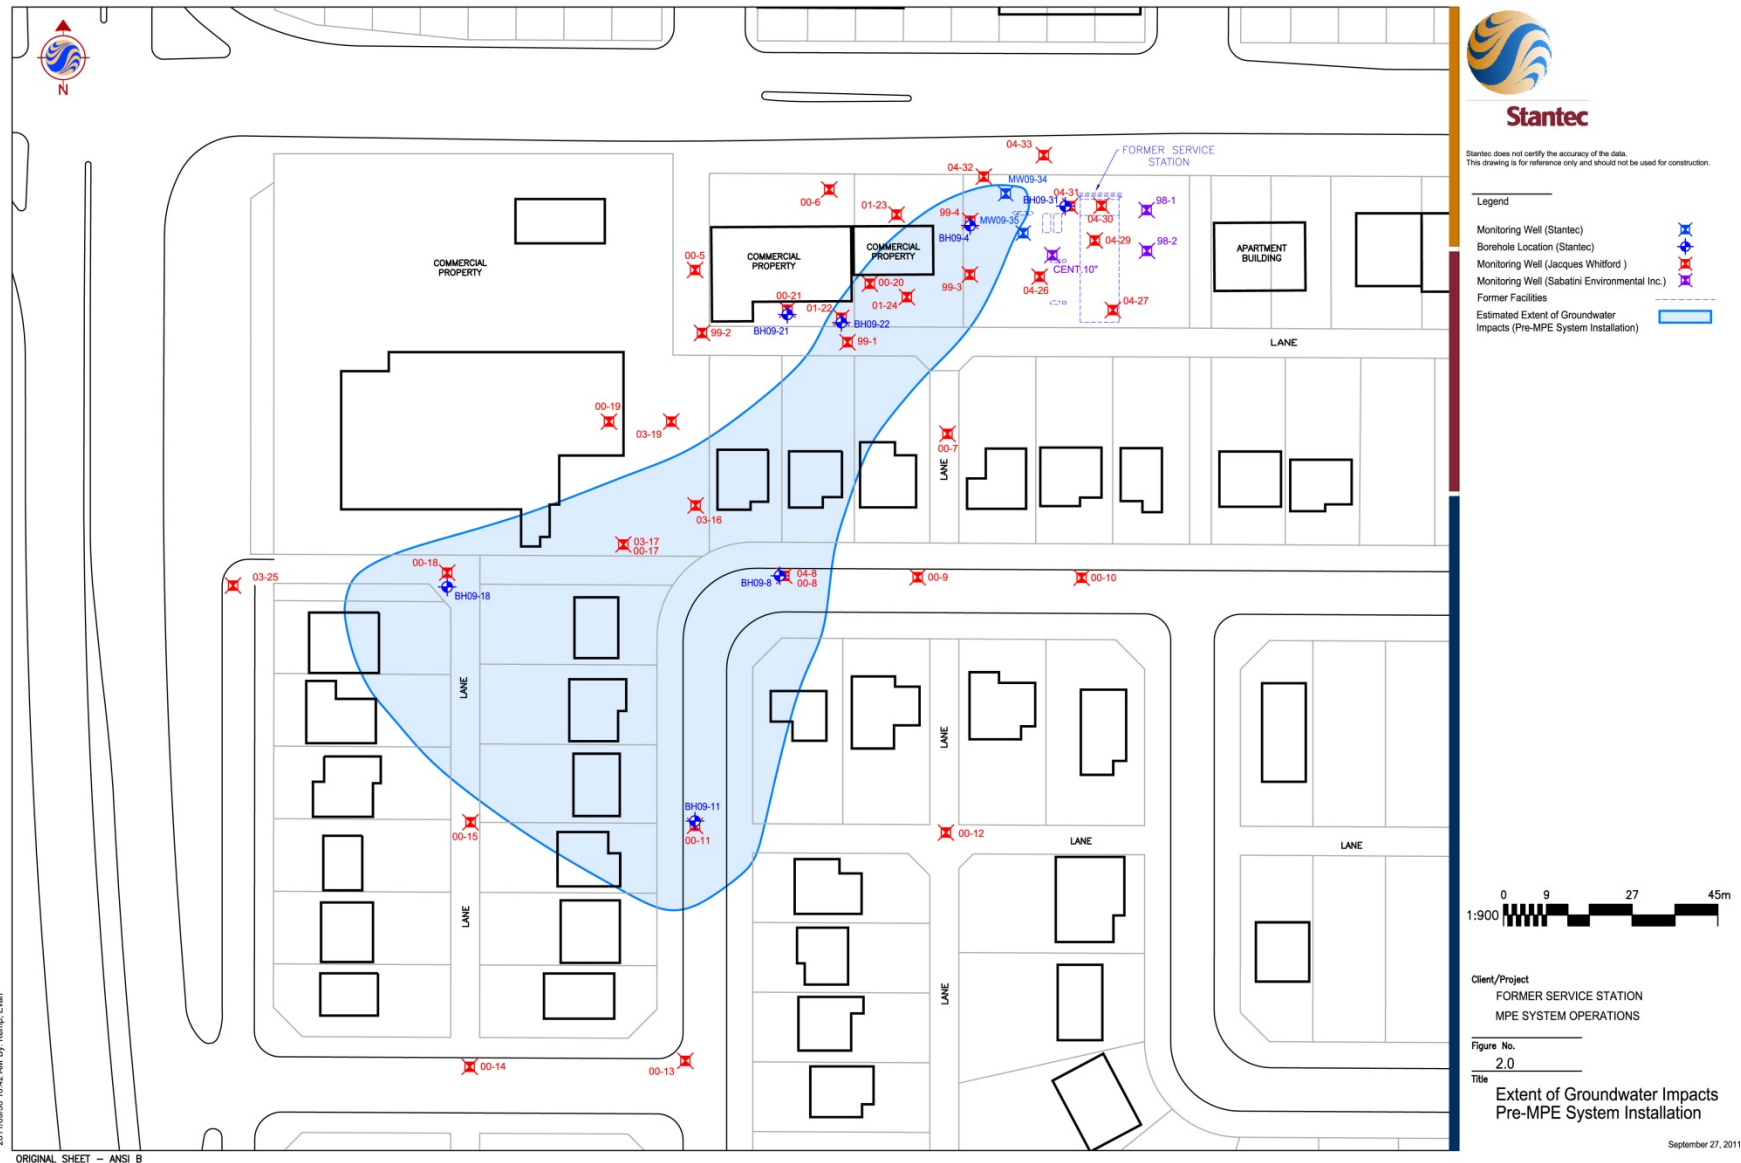 N
Stantec
Stantec does not certify the accuracy of the data.
This drawing is for reference only and should not be used for construction.
Legend
Monitoring Well (Stantec)
Borehole Location (Stantec)
Monitoring Well (Jacques Whitford )
Monitoring Well (Sabatini Environmental Inc.)
Former Facilities
Estimated Extent of Groundwater
Impacts (Pre-MPE System Installation)
04-33
FORMER SERVICE
STATION
04-32
MW09-34
00-6
01-23
99-4
MW09-35
BH09-4
BH09-31
04-31
04-30
98-1
04-29
98-2
CENT.10"
04-26
04-27
99-3
COMMERCIAL
PROPERTY
COMMERCIAL
PROPERTY
COMMERCIAL
PROPERTY
APARTMENT
BUILDING
00-5
00-20
01-24
00-21
01-22
BH09-21
BH09-22
99-2
99-1
LANE
00-19
03-19
00-7
LANE
03-16
03-17
00-17
00-18
BH09-18
03-25
BH09-8
04-8
00-8
00-9
00-10
LANE
LANE
BH09-11
00-11
00-15
00-12
LANE
LANE
LANE
LANE
00-14
00-13
1:900
0 9 27 45m
Client/Project
FORMER SERVICE STATION
MPE SYSTEM OPERATIONS
Figure No.
2.0
Title
Extent of Groundwater Impacts
Pre-MPE System Installation
September 27, 2011
ORIGINAL SHEET - ANSI B